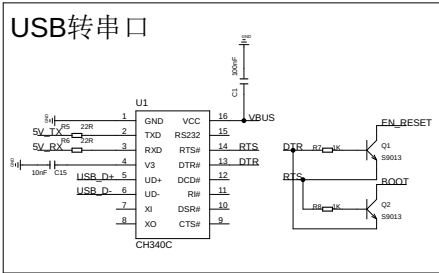 USB转串口
GND
100nF
C1
VBUS
U1
1 GND VCC 16
5V_TX R5 22R 2 TXD RS232 15
5V_RX R6 22R 3 RXD RTS# 14 RTS
GND 10nF C15 4 V3 DTR# 13 DTR
USB_D+ 5 UD+ DCD# 12
USB_D- 6 UD- RI# 11
7 XI DSR# 10
8 XO CTS# 9
CH340C
EN_RESET
DTR R7 1K Q1
S9013
RTS
BOOT
R8 1K Q2
S9013